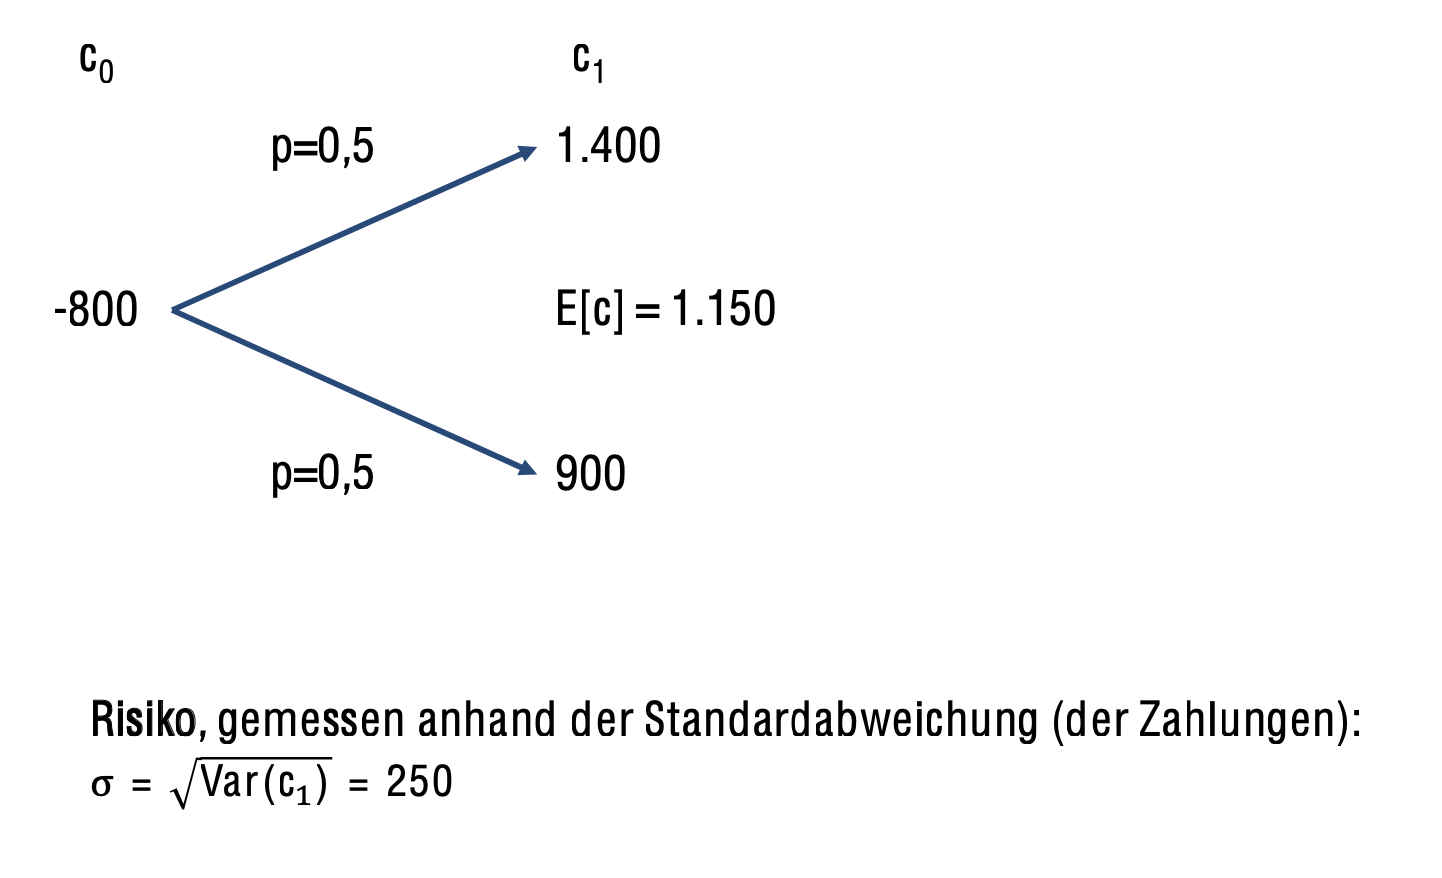 c₀ c₁
p=0,5 1.400
-800 E[c] = 1.150
p=0,5 900
Risiko, gemessen anhand der Standardabweichung (der Zahlungen):
σ = √Var(c₁) = 250